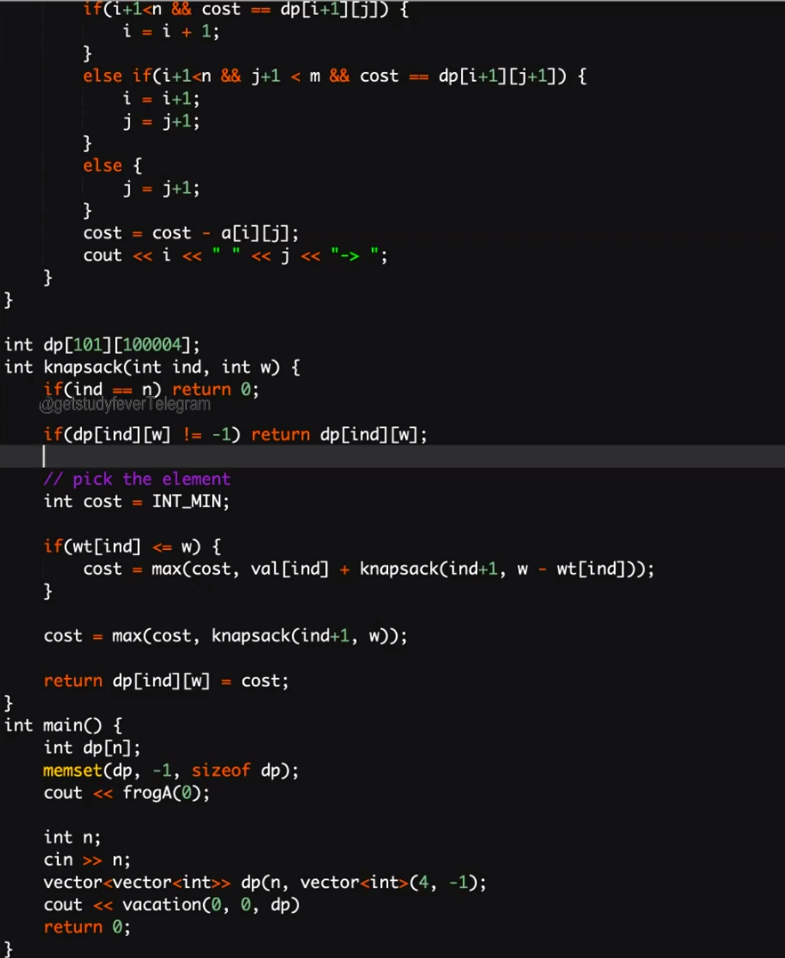 if(i+1<n && cost == dp[i+1][j]) {
i = i + 1;
}
else if(i+1<n && j+1 < m && cost == dp[i+1][j+1]) {
i = i+1;
j = j+1;
}
else {
j = j+1;
}
cost = cost - a[i][j];
cout << i << " " << j << "-> ";
}
}
int dp[101][100004];
int knapsack(int ind, int w) {
if(ind == n) return 0;
@getstudyfeverTelegram
if(dp[ind][w] != -1) return dp[ind][w];
// pick the element
int cost = INT_MIN;
if(wt[ind] <= w) {
cost = max(cost, val[ind] + knapsack(ind+1, w - wt[ind]));
}
cost = max(cost, knapsack(ind+1, w));
return dp[ind][w] = cost;
}
int main() {
int dp[n];
memset(dp, -1, sizeof dp);
cout << frogA(0);
int n;
cin >> n;
vector<vector<int>> dp(n, vector<int>(4, -1);
cout << vacation(0, 0, dp)
return 0;
}